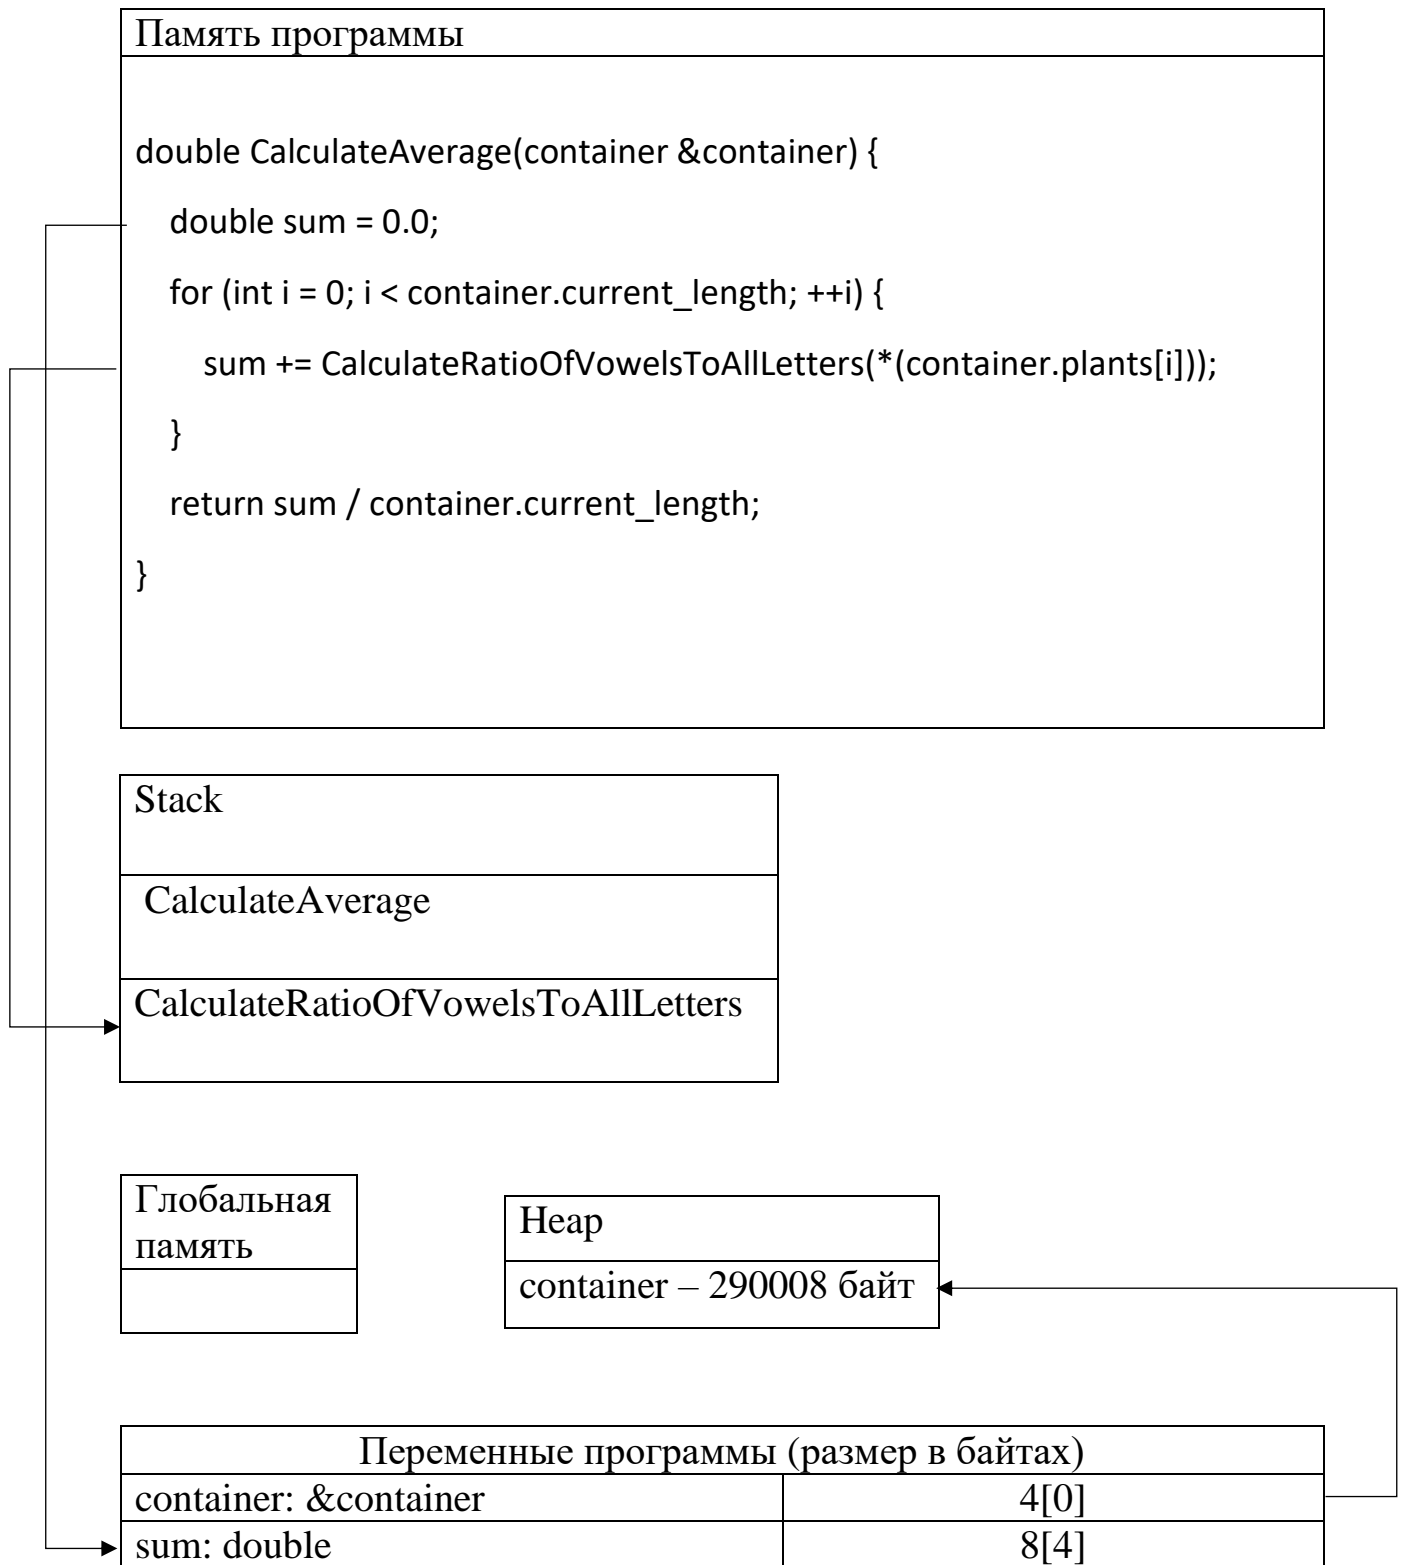 Память программы
double CalculateAverage(container &container) {
double sum = 0.0;
for (int i = 0; i < container.current_length; ++i) {
sum += CalculateRatioOfVowelsToAllLetters(*(container.plants[i]));
}
return sum / container.current_length;
}
Stack
CalculateAverage
CalculateRatioOfVowelsToAllLetters
Глобальная
память
Heap
container – 290008 байт
Переменные программы (размер в байтах)
container: &container 4[0]
sum: double 8[4]